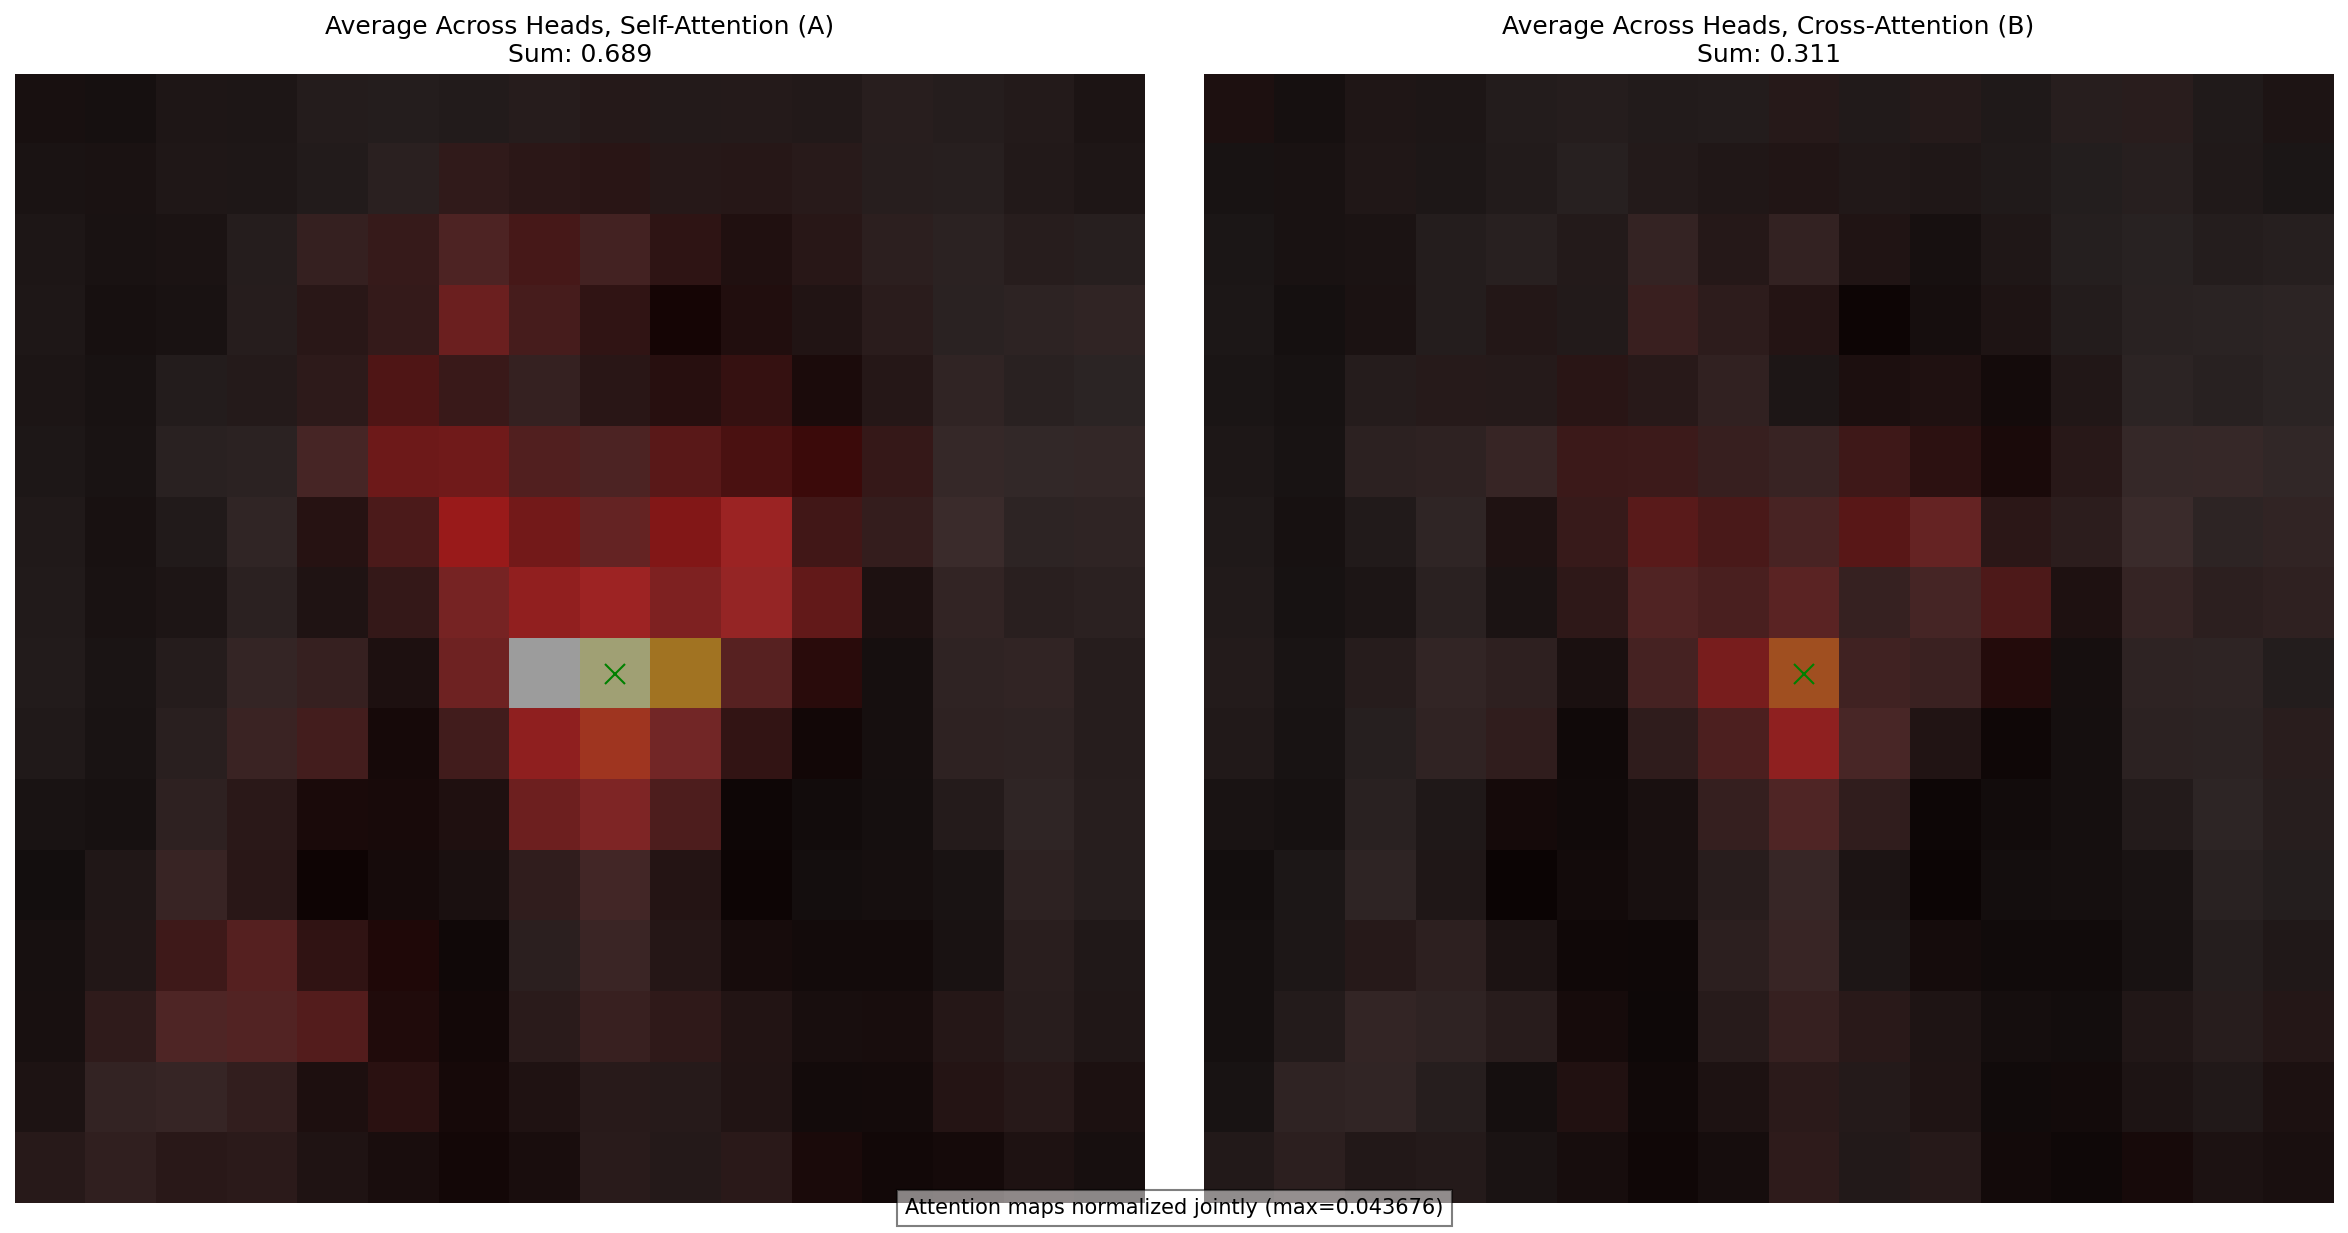 Average Across Heads, Self-Attention (A)
Sum: 0.689
Average Across Heads, Cross-Attention (B)
Sum: 0.311
Attention maps normalized jointly (max=0.043676)